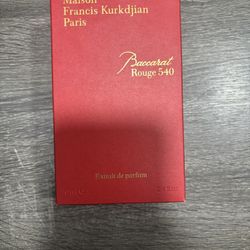 Maison
Francis Kurkdjian
Paris
Baccarat
Rouge 540
Extrait de parfum